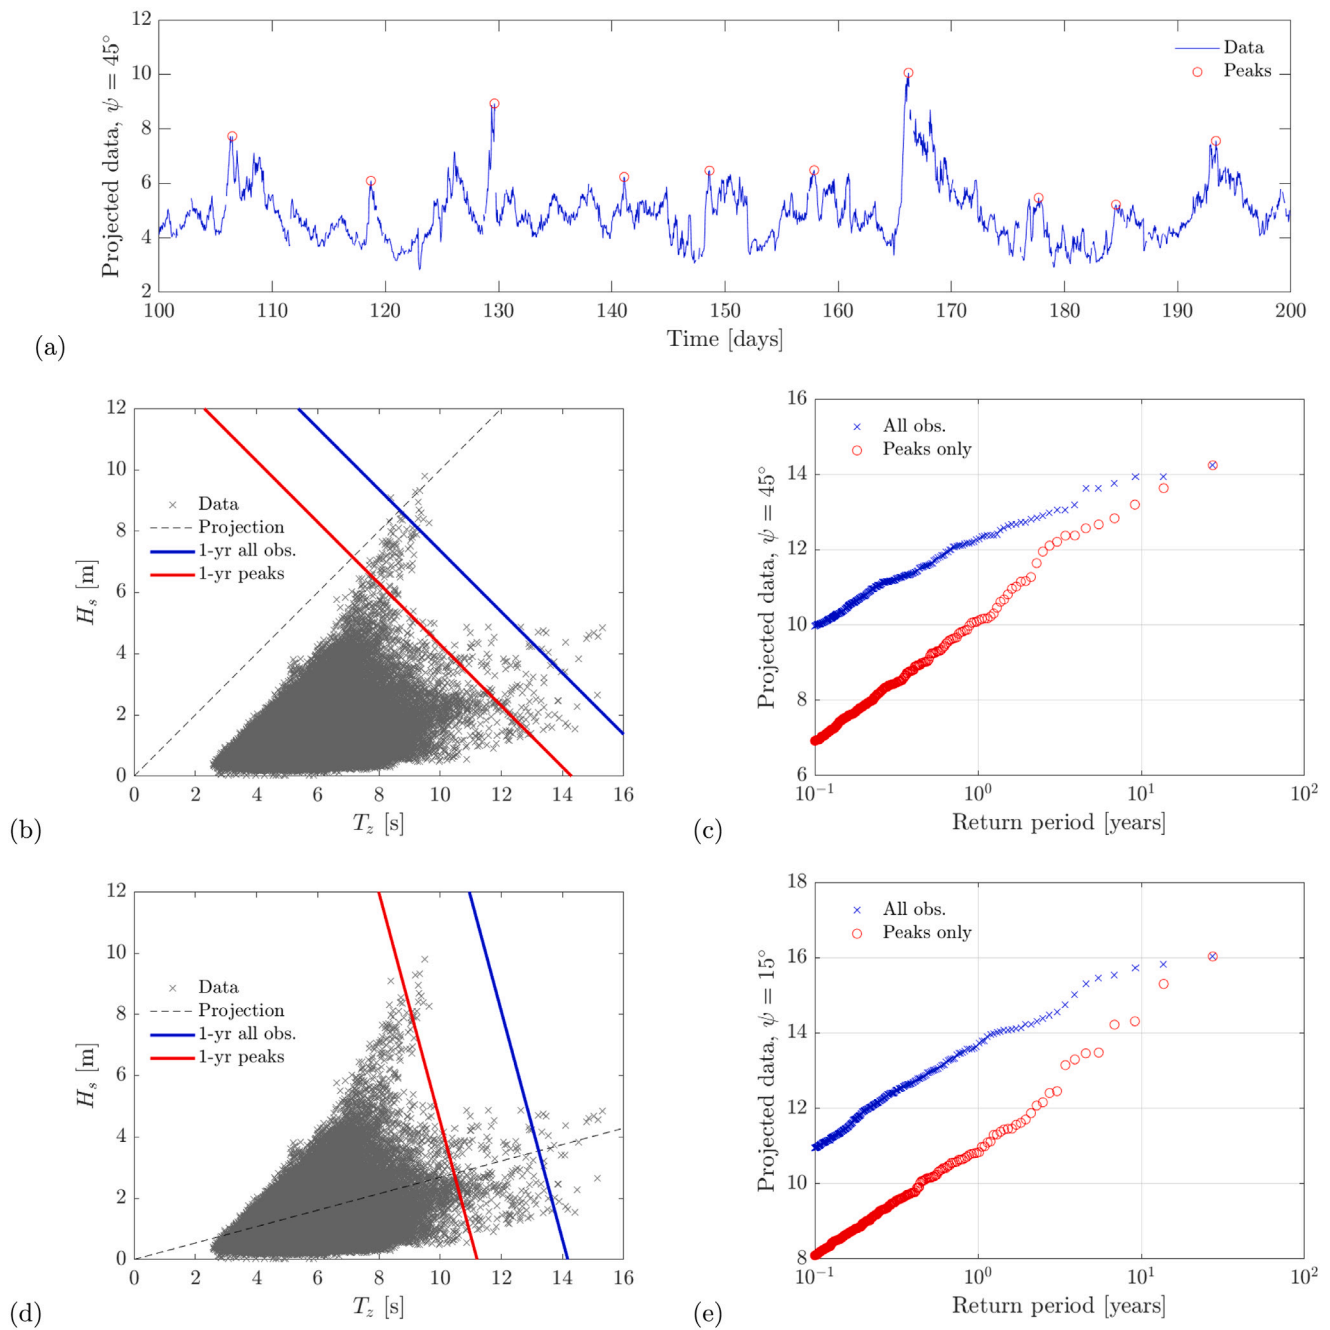 12
10
8
6
4
2
Projected data, ψ = 45°
Data
Peaks
100 110 120 130 140 150 160 170 180 190 200
Time [days]
(a)
12
10
8
6
4
2
0
H_s [m]
Data
Projection
1-yr all obs.
1-yr peaks
0 2 4 6 8 10 12 14 16
T_z [s]
(b)
16
14
12
10
8
6
Projected data, ψ = 45°
All obs.
Peaks only
10^{-1} 10^0 10^1 10^2
Return period [years]
(c)
12
10
8
6
4
2
0
H_s [m]
Data
Projection
1-yr all obs.
1-yr peaks
0 2 4 6 8 10 12 14 16
T_z [s]
(d)
18
16
14
12
10
8
Projected data, ψ = 15°
All obs.
Peaks only
10^{-1} 10^0 10^1 10^2
Return period [years]
(e)